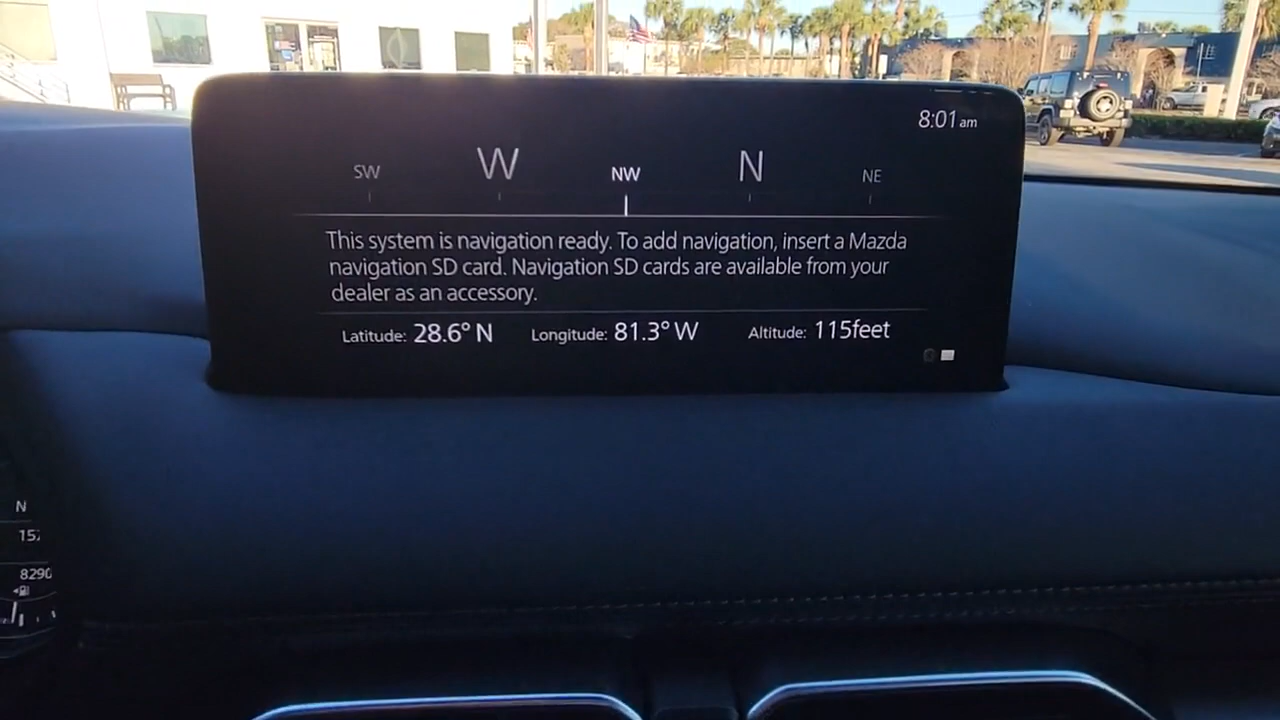 8:01 am
SW W NW N NE
This system is navigation ready. To add navigation, insert a Mazda
navigation SD card. Navigation SD cards are available from your
dealer as an accessory.
Latitude: 28.6° N Longitude: 81.3° W Altitude: 115feet
N
8290